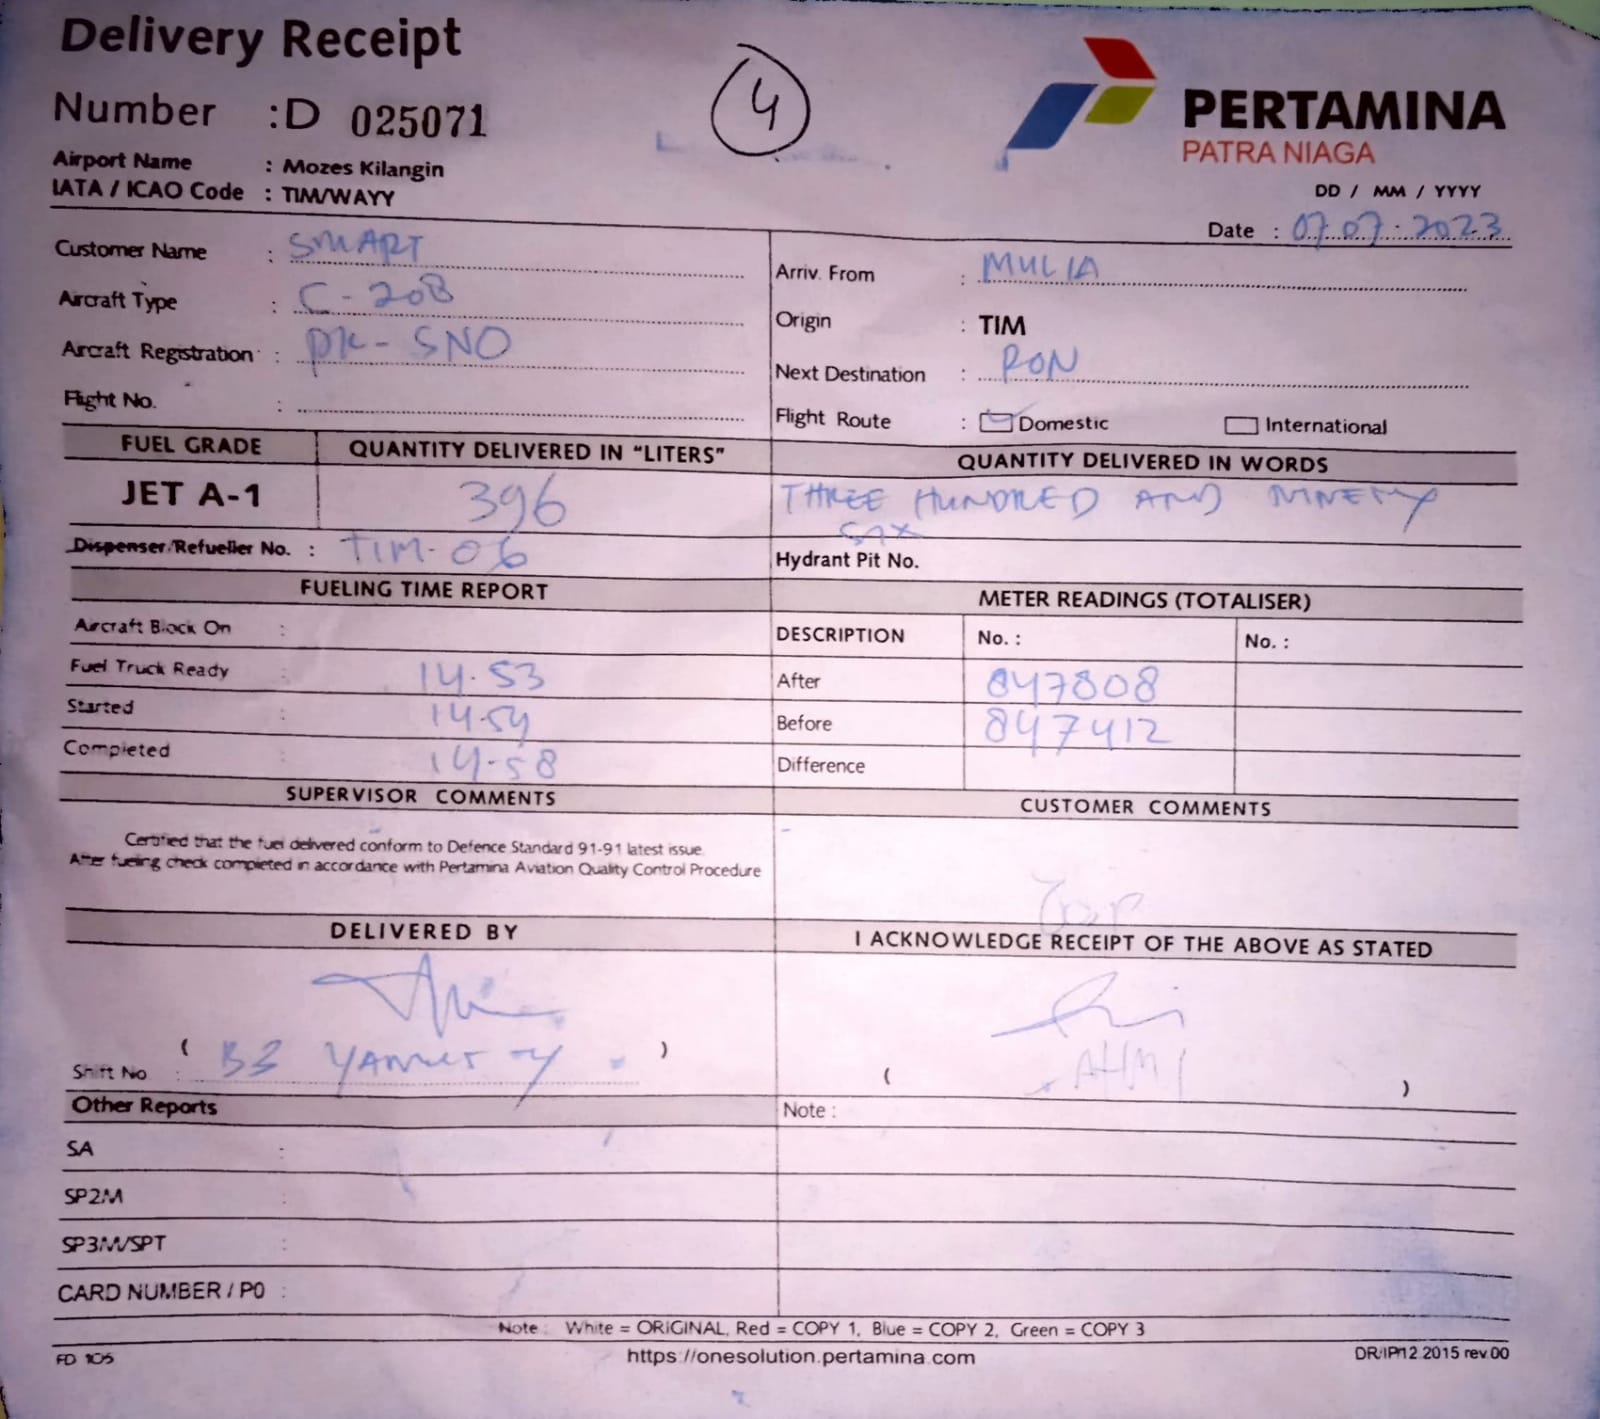 Delivery Receipt
4
Number :D 025071
PERTAMINA
PATRA NIAGA
Airport Name : Mozes Kilangin
IATA / ICAO Code : TIM/WAYY
DD / MM / YYYY
Date : 07.07.2023
Customer Name : SMART
Aircraft Type : C-208
Aircraft Registration : PK-SNO
Flight No. :
Arriv. From : MULIA
Origin : TIM
Next Destination : RON
Flight Route : Domestic International
FUEL GRADE QUANTITY DELIVERED IN "LITERS" QUANTITY DELIVERED IN WORDS
JET A-1 396 THREE HUNDRED AND NINETY
SIX
Dispenser/Refueller No. : TIM-06 Hydrant Pit No.
FUELING TIME REPORT METER READINGS (TOTALISER)
Aircraft Block On : DESCRIPTION No. : No. :
Fuel Truck Ready : 14.53 After 847808
Started : 14.54 Before 847412
Completed : 14.58 Difference
SUPERVISOR COMMENTS CUSTOMER COMMENTS
Certified that the fuel delivered conform to Defence Standard 91-91 latest issue.
After fueling check completed in accordance with Pertamina Aviation Quality Control Procedure
DELIVERED BY I ACKNOWLEDGE RECEIPT OF THE ABOVE AS STATED
Shift No : ( B3 ) ( )
Other Reports Note :
SA :
SP2M :
SP3M/SPT :
CARD NUMBER / PO :
Note : White = ORIGINAL, Red = COPY 1, Blue = COPY 2, Green = COPY 3
FD 105 https://onesolution.pertamina.com DR/IP/12.2015 rev.00